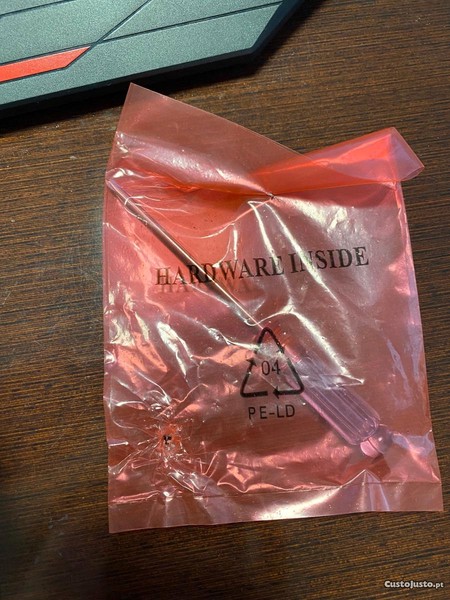 HARDWARE INSIDE
04
PE-LD
© CustoJusto.pt